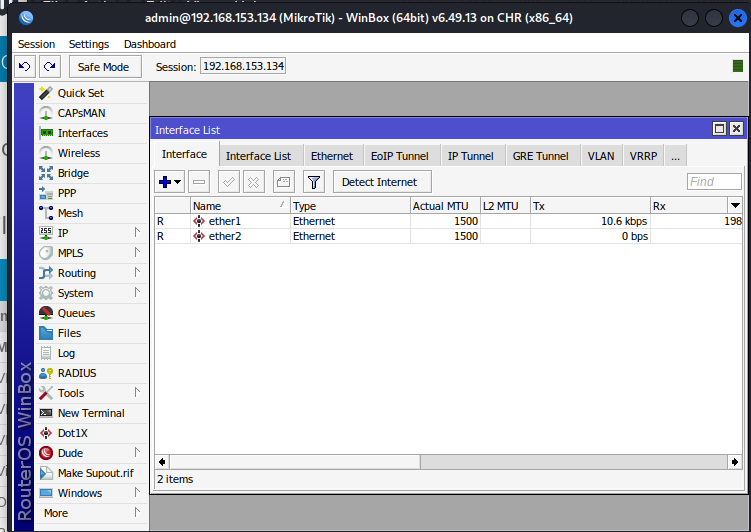 admin@192.168.153.134 (MikroTik) - WinBox (64bit) v6.49.13 on CHR (x86_64)
Session Settings Dashboard
Safe Mode Session: 192.168.153.134
Quick Set
CAPsMAN
Interfaces
Wireless
Bridge
PPP
Mesh
IP
MPLS
Routing
System
Queues
Files
Log
RADIUS
Tools
New Terminal
Dot1X
Dude
Make Supout.rif
Windows
More
RouterOS WinBox
Interface List
Interface Interface List Ethernet EoIP Tunnel IP Tunnel GRE Tunnel VLAN VRRP ...
Detect Internet Find
Name Type Actual MTU L2 MTU Tx Rx
R ether1 Ethernet 1500 10.6 kbps 198
R ether2 Ethernet 1500 0 bps
2 items